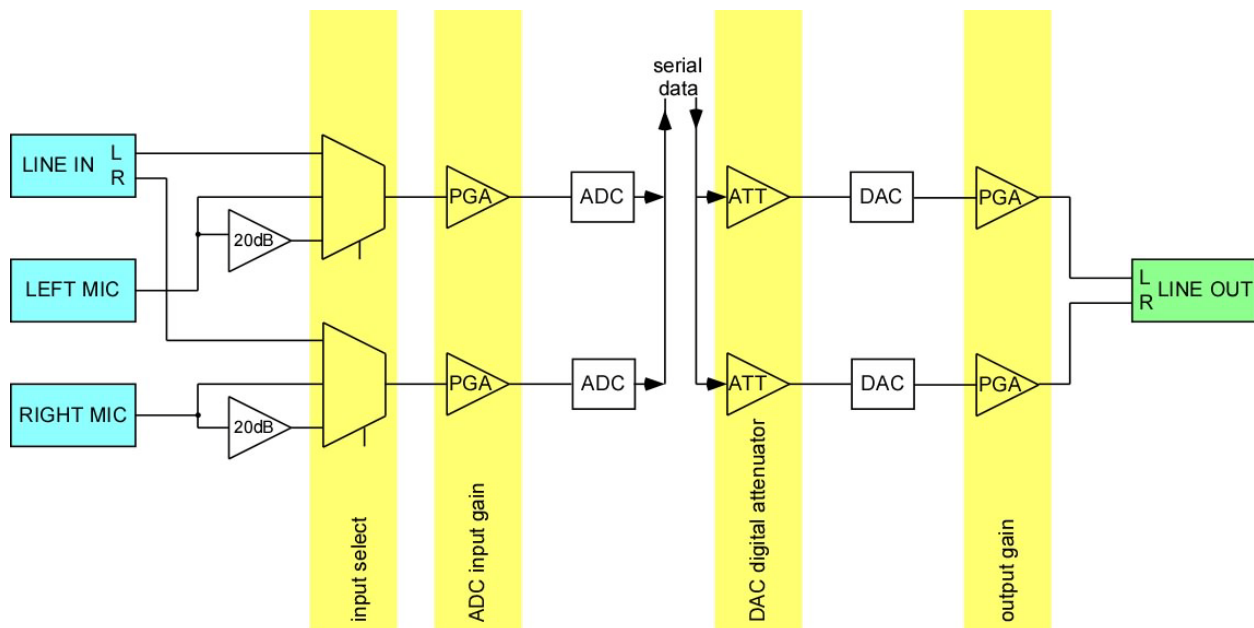 serial
data
LINE IN L
R
PGA
ADC
ATT
DAC
PGA
20dB
LEFT MIC
L
R
LINE OUT
PGA
ADC
ATT
DAC
PGA
RIGHT MIC
20dB
input select
ADC input gain
DAC digital attenuator
output gain